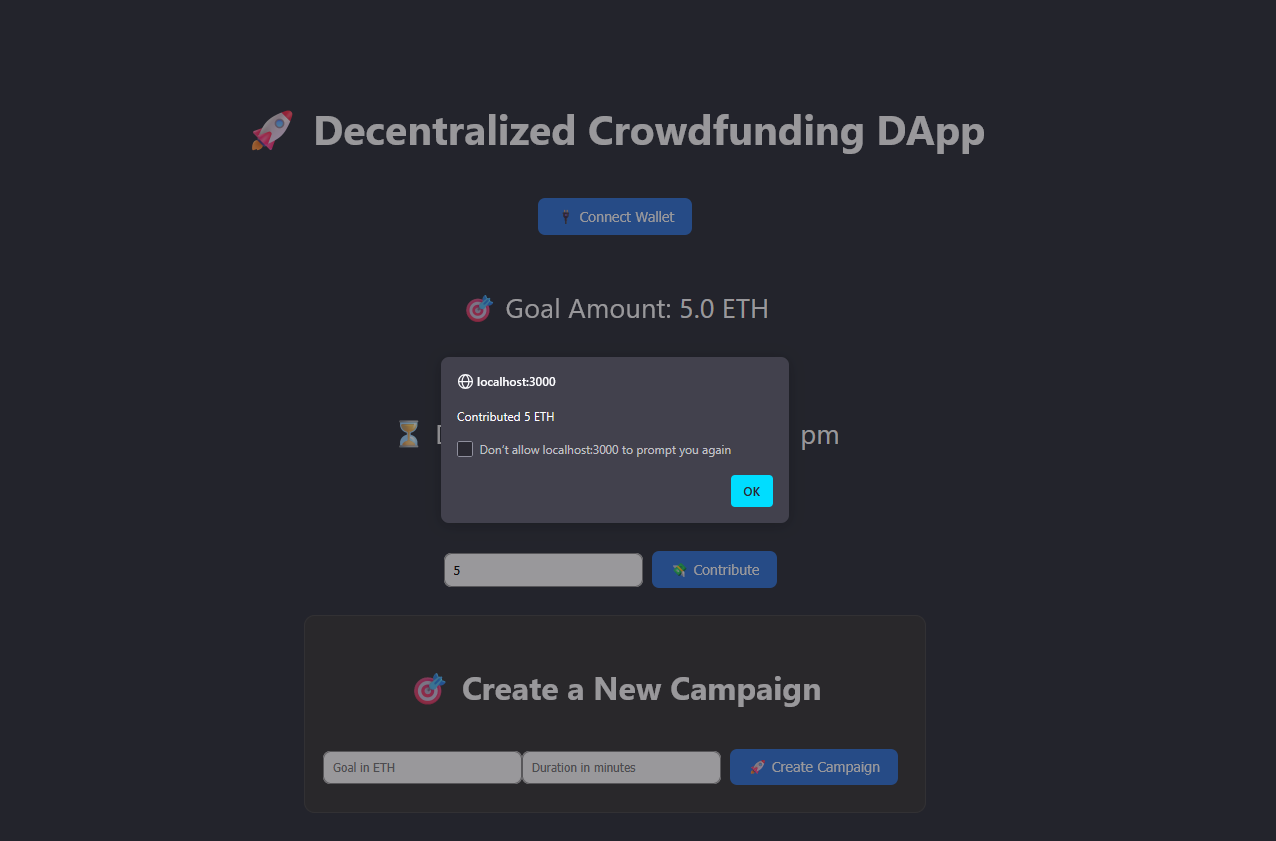 🚀 Decentralized Crowdfunding DApp
Connect Wallet
🎯 Goal Amount: 5.0 ETH
localhost:3000
Contributed 5 ETH
Don't allow localhost:3000 to prompt you again
OK
⏳ pm
5
💸 Contribute
🎯 Create a New Campaign
Goal in ETH
Duration in minutes
🚀 Create Campaign